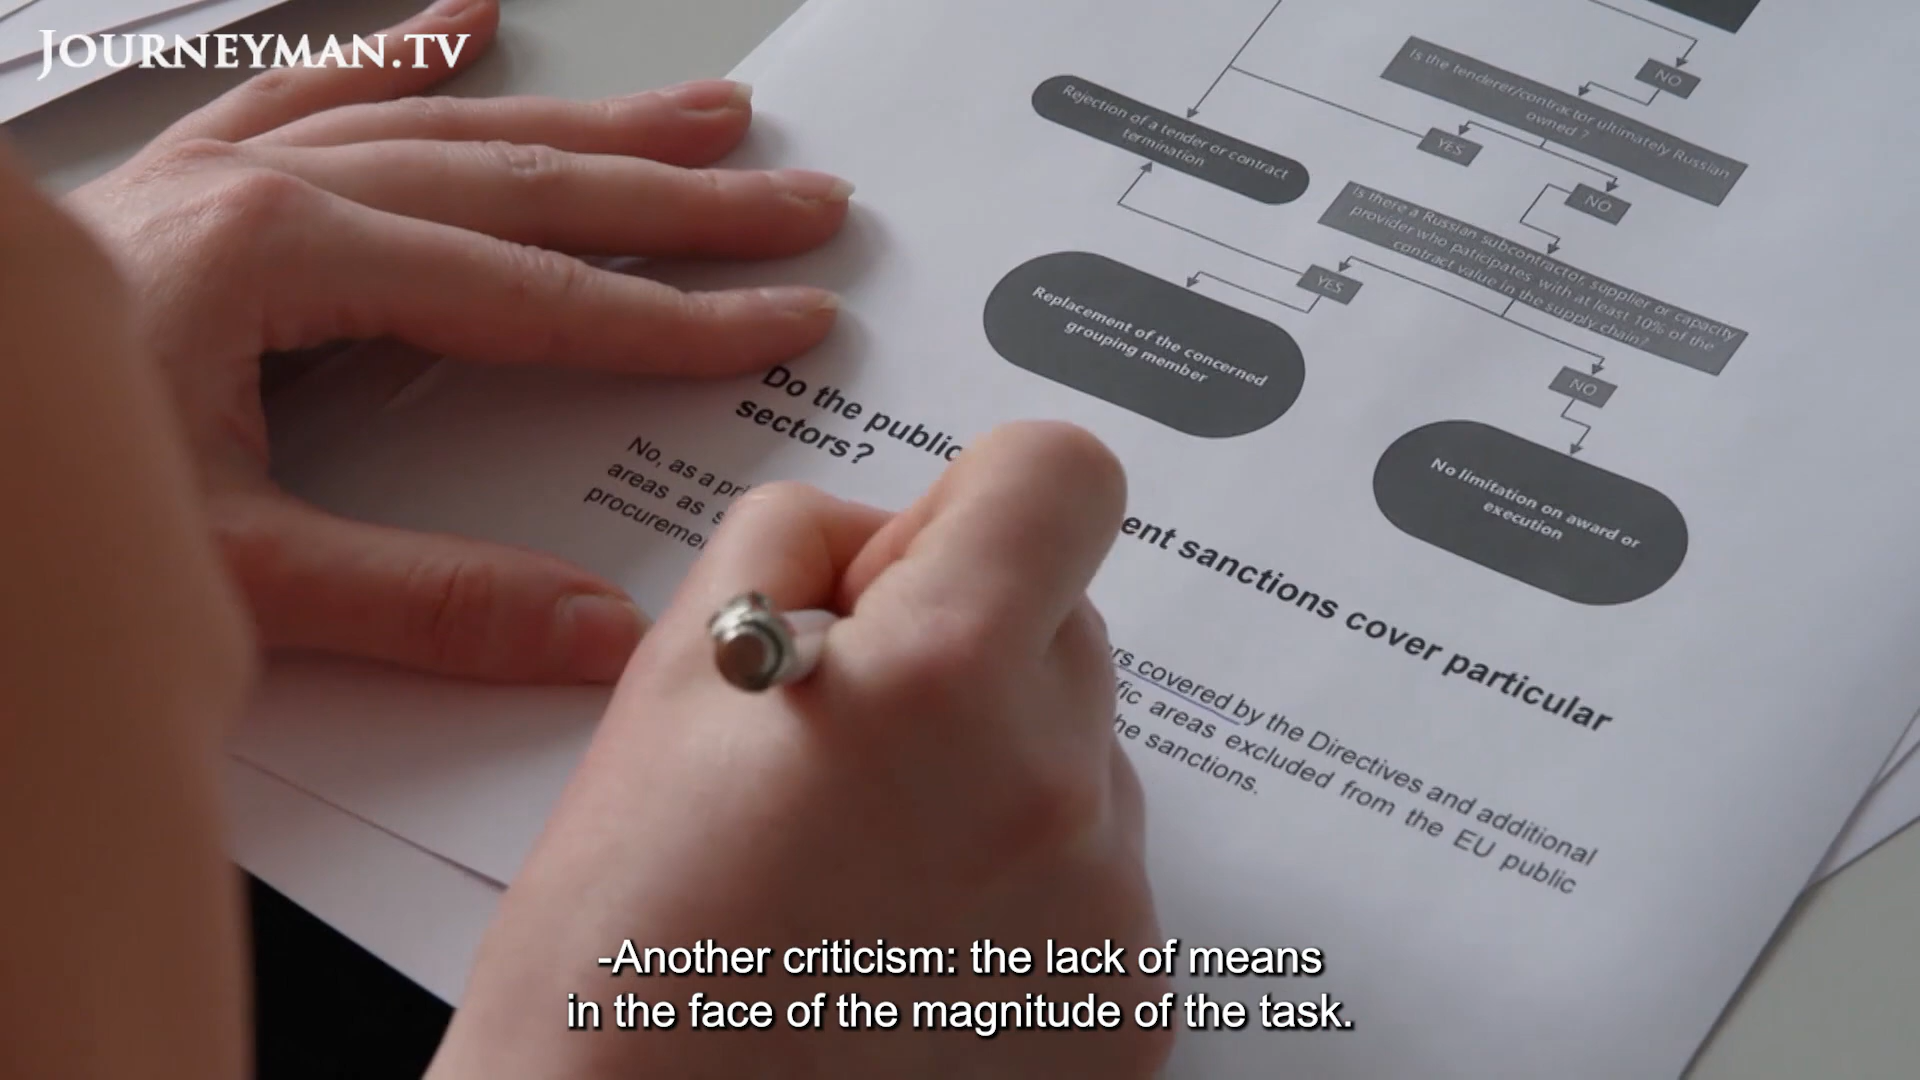 JOURNEYMAN.TV
NO
Is the tenderer/contractor ultimately Russian
owned ?
YES
NO
Rejection of a tender or contract
termination
Is there a Russian subcontractor, supplier or capacity
provider who paticipates, with at least 10% of the
contract value in the supply chain?
YES
NO
Replacement of the concerned
grouping member
No limitation on award or
execution
Do the public ent sanctions cover particular
sectors?
No, as a rs covered by the Directives and additional
areas as fic areas excluded from the EU public
he sanctions.
-Another criticism: the lack of means
in the face of the magnitude of the task.